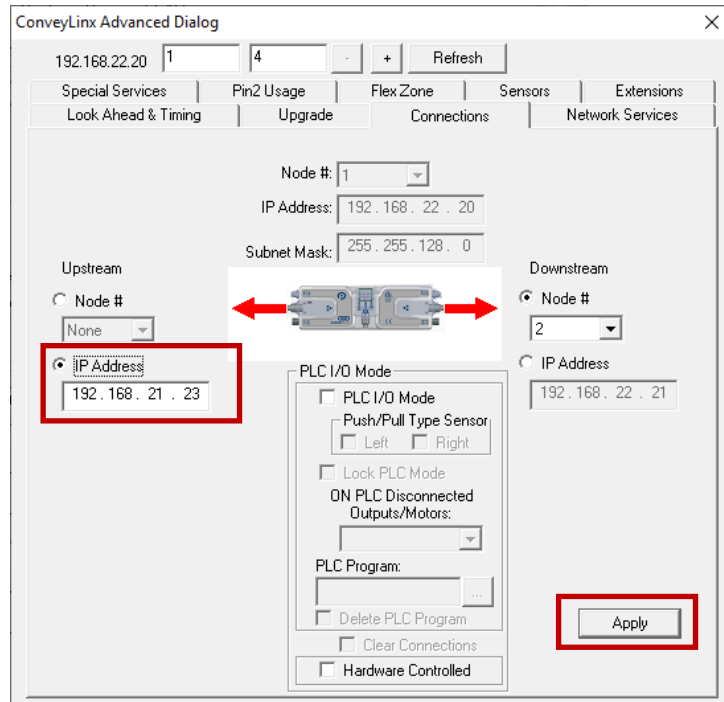 ConveyLinx Advanced Dialog
192.168.22.20 1 4 - + Refresh
Special Services Pin2 Usage Flex Zone Sensors Extensions
Look Ahead & Timing Upgrade Connections Network Services
Node #: 1
IP Address: 192 . 168 . 22 . 20
Subnet Mask: 255 . 255 . 128 . 0
Upstream
Node #
None
IP Address
192 . 168 . 21 . 23
Downstream
Node #
2
IP Address
192 . 168 . 22 . 21
PLC I/O Mode
PLC I/O Mode
Push/Pull Type Sensor
Left Right
Lock PLC Mode
ON PLC Disconnected
Outputs/Motors:
PLC Program:
...
Delete PLC Program
Clear Connections
Hardware Controlled
Apply